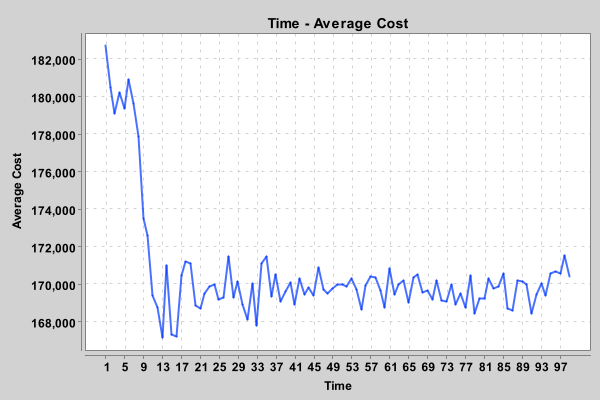 Time - Average Cost
Average Cost
182,000
180,000
178,000
176,000
174,000
172,000
170,000
168,000
1 5 9 13 17 21 25 29 33 37 41 45 49 53 57 61 65 69 73 77 81 85 89 93 97
Time